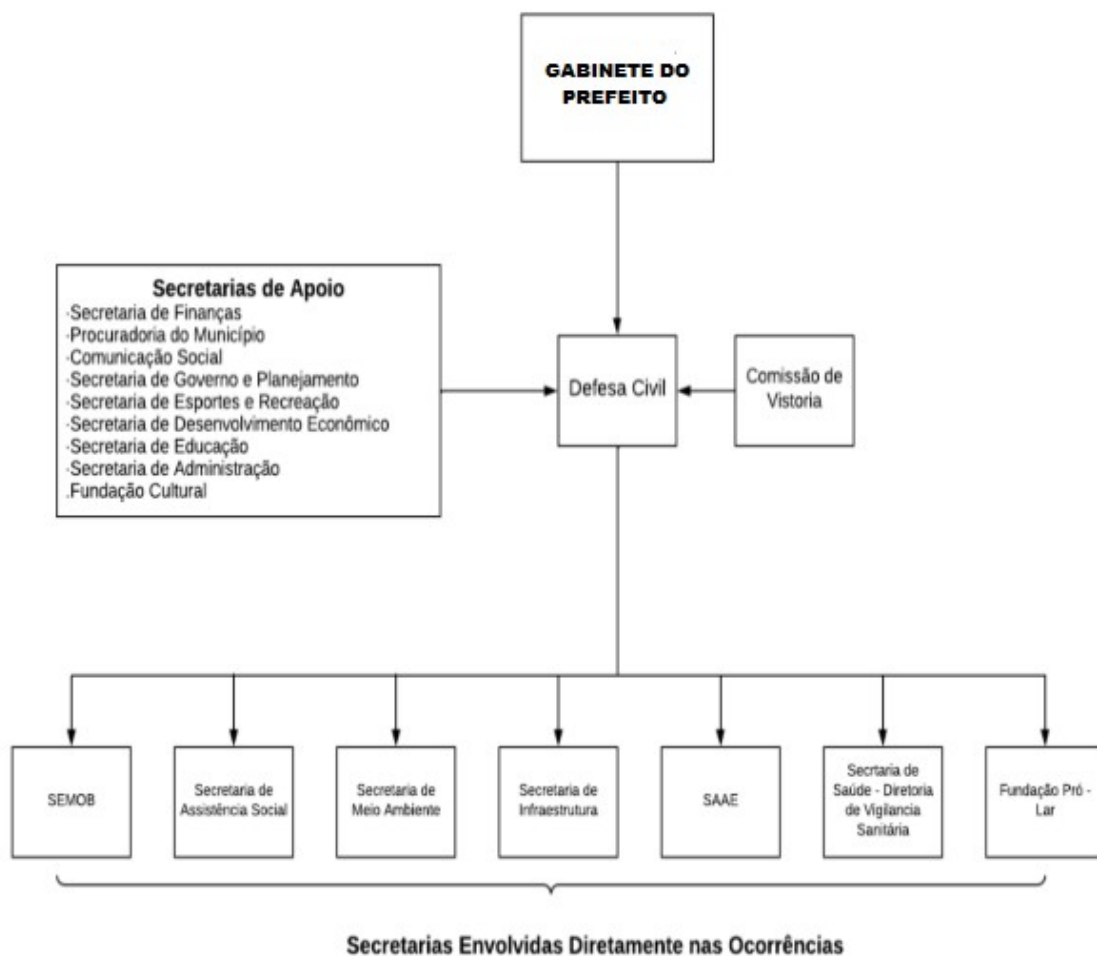 GABINETE DO
PREFEITO
Secretarias de Apoio
·Secretaria de Finanças
·Procuradoria do Município
·Comunicação Social
·Secretaria de Governo e Planejamento
·Secretaria de Esportes e Recreação
·Secretaria de Desenvolvimento Econômico
·Secretaria de Educação
·Secretaria de Administração
.Fundação Cultural
Defesa Civil
Comissão de
Vistoria
SEMOB
Secretaria de
Assistência Social
Secretaria de
Meio Ambiente
Secretaria de
Infraestrutura
SAAE
Secrtaria de
Saúde - Diretoria
de Vigilancia
Sanitária
Fundação Pró -
Lar
Secretarias Envolvidas Diretamente nas Ocorrências